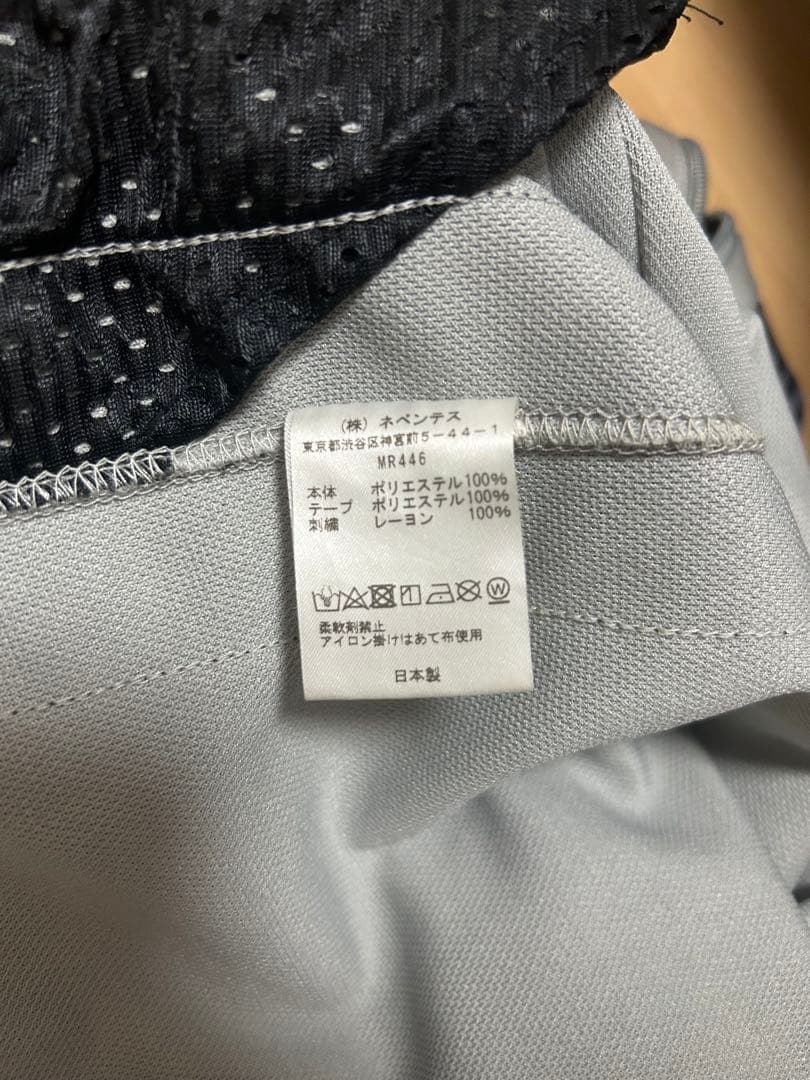 (株) ネペンテス
東京都渋谷区神宮前5-44-1
MR446
本体 ポリエステル100%
テープ ポリエステル100%
刺繍 レーヨン 100%
W
柔軟剤禁止
アイロン掛けはあて布使用
日本製